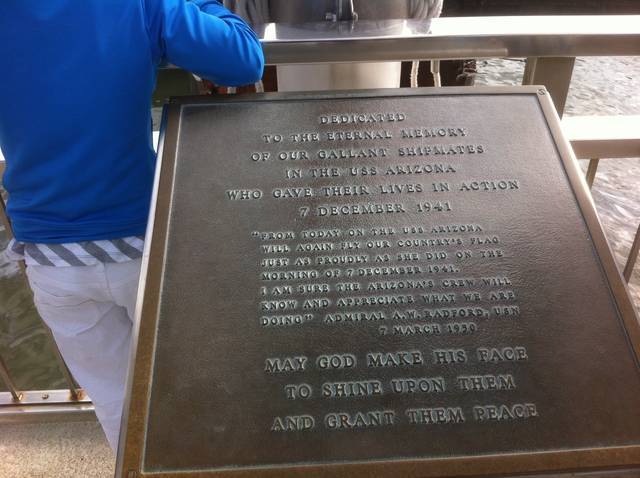 DEDICATED
TO THE ETERNAL MEMORY
OF OUR GALLANT SHIPMATES
IN THE USS ARIZONA
WHO GAVE THEIR LIVES IN ACTION
7 DECEMBER 1941
"FROM TODAY ON THE USS ARIZONA
WILL AGAIN FLY OUR COUNTRY'S FLAG
JUST AS PROUDLY AS SHE DID ON THE
MORNING OF 7 DECEMBER 1941.
I AM SURE THE ARIZONA'S CREW WILL
KNOW AND APPRECIATE WHAT WE ARE
DOING" ADMIRAL A.W. RADFORD, USN
7 MARCH 1950
MAY GOD MAKE HIS FACE
TO SHINE UPON THEM
AND GRANT THEM PEACE